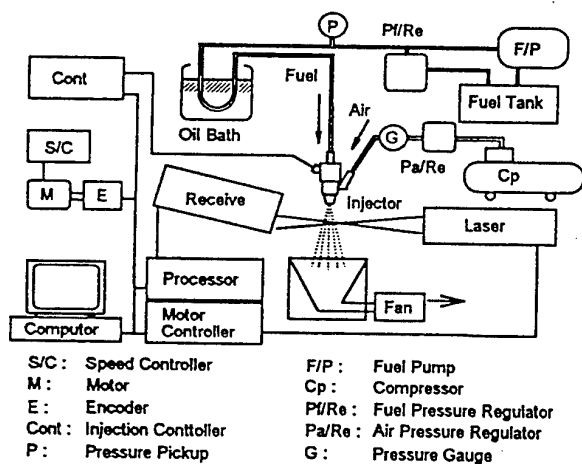 P
Pf/Re
F/P
Cont
Fuel
Fuel Tank
Oil Bath
Air
G
S/C
Pa/Re
Cp
M
E
Receive
Injector
Laser
Processor
Fan
Computor
Motor
Controller
S/C : Speed Controller
M : Motor
E : Encoder
Cont : Injection Conttoller
P : Pressure Pickup
F/P : Fuel Pump
Cp : Compressor
Pf/Re : Fuel Pressure Regulator
Pa/Re : Air Pressure Regulator
G : Pressure Gauge